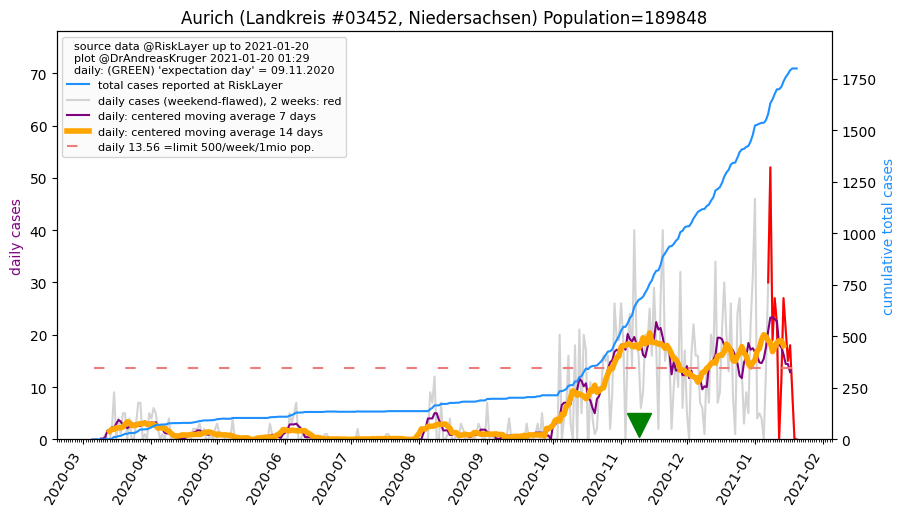 Aurich (Landkreis #03452, Niedersachsen) Population=189848
source data @RiskLayer up to 2021-01-20
plot @DrAndreasKruger 2021-01-20 01:29
daily: (GREEN) 'expectation day' = 09.11.2020
total cases reported at RiskLayer
daily cases (weekend-flawed), 2 weeks: red
daily: centered moving average 7 days
daily: centered moving average 14 days
daily 13.56 =limit 500/week/1mio pop.
daily cases
70
60
50
40
30
20
10
0
cumulative total cases
1750
1500
1250
1000
750
500
250
0
2020-03
2020-04
2020-05
2020-06
2020-07
2020-08
2020-09
2020-10
2020-11
2020-12
2021-01
2021-02